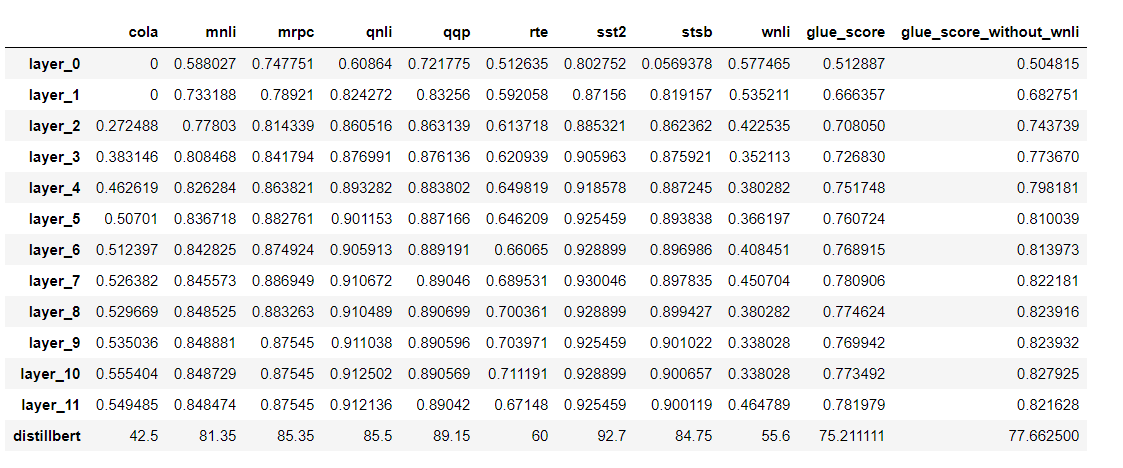 cola mnli mrpc qnli qqp rte sst2 stsb wnli glue_score glue_score_without_wnli
layer_0 0 0.588027 0.747751 0.60864 0.721775 0.512635 0.802752 0.0569378 0.577465 0.512887 0.504815
layer_1 0 0.733188 0.78921 0.824272 0.83256 0.592058 0.87156 0.819157 0.535211 0.666357 0.682751
layer_2 0.272488 0.77803 0.814339 0.860516 0.863139 0.613718 0.885321 0.862362 0.422535 0.708050 0.743739
layer_3 0.383146 0.808468 0.841794 0.876991 0.876136 0.620939 0.905963 0.875921 0.352113 0.726830 0.773670
layer_4 0.462619 0.826284 0.863821 0.893282 0.883802 0.649819 0.918578 0.887245 0.380282 0.751748 0.798181
layer_5 0.50701 0.836718 0.882761 0.901153 0.887166 0.646209 0.925459 0.893838 0.366197 0.760724 0.810039
layer_6 0.512397 0.842825 0.874924 0.905913 0.889191 0.66065 0.928899 0.896986 0.408451 0.768915 0.813973
layer_7 0.526382 0.845573 0.886949 0.910672 0.89046 0.689531 0.930046 0.897835 0.450704 0.780906 0.822181
layer_8 0.529669 0.848525 0.883263 0.910489 0.890699 0.700361 0.928899 0.899427 0.380282 0.774624 0.823916
layer_9 0.535036 0.848881 0.87545 0.911038 0.890596 0.703971 0.925459 0.901022 0.338028 0.769942 0.823932
layer_10 0.555404 0.848729 0.87545 0.912502 0.890569 0.711191 0.928899 0.900657 0.338028 0.773492 0.827925
layer_11 0.549485 0.848474 0.87545 0.912136 0.89042 0.67148 0.925459 0.900119 0.464789 0.781979 0.821628
distillbert 42.5 81.35 85.35 85.5 89.15 60 92.7 84.75 55.6 75.211111 77.662500